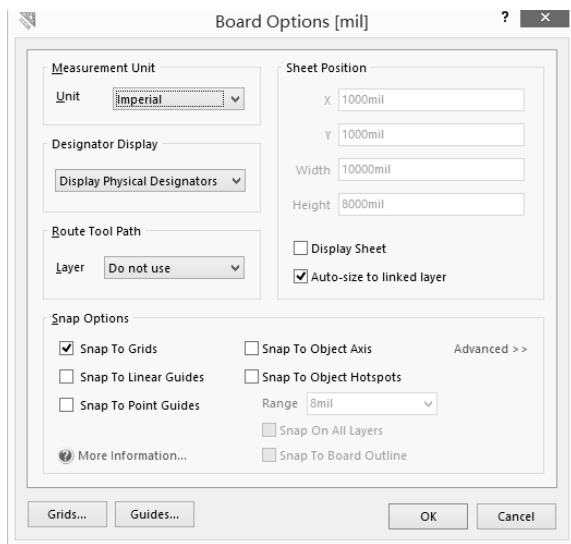 Board Options [mil]
? ×
Measurement Unit
Unit Imperial
Designator Display
Display Physical Designators
Route Tool Path
Layer Do not use
Sheet Position
X 1000mil
Y 1000mil
Width 10000mil
Height 8000mil
Display Sheet
Auto-size to linked layer
Snap Options
Snap To Grids
Snap To Linear Guides
Snap To Point Guides
? More Information...
Snap To Object Axis
Advanced >>
Snap To Object Hotspots
Range 8mil
Snap On All Layers
Snap To Board Outline
Grids...
Guides...
OK
Cancel